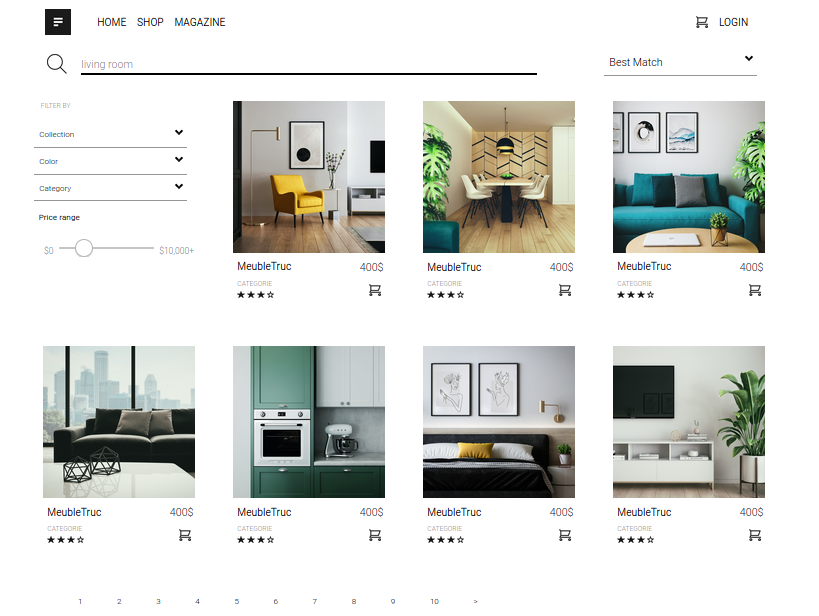 HOME SHOP MAGAZINE LOGIN
living room Best Match
FILTER BY
Collection
Color
Category
Price range
$0 $10,000+
MeubleTruc 400$ MeubleTruc 400$ MeubleTruc 400$
CATEGORIE CATEGORIE CATEGORIE
MeubleTruc 400$ MeubleTruc 400$ MeubleTruc 400$ MeubleTruc 400$
CATEGORIE CATEGORIE CATEGORIE CATEGORIE
1 2 3 4 5 6 7 8 9 10 >